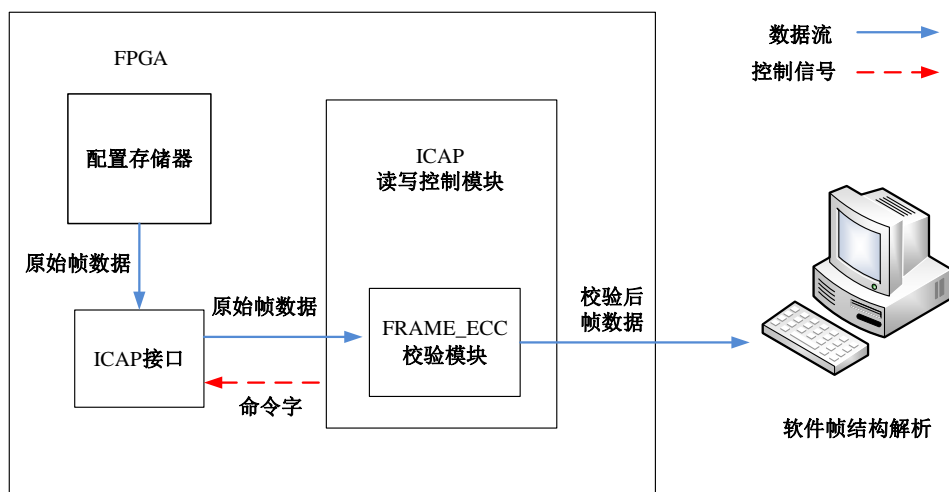 数据流
控制信号
FPGA
配置存储器
ICAP
读写控制模块
原始帧数据
原始帧数据
校验后
帧数据
FRAME_ECC
校验模块
ICAP接口
命令字
软件帧结构解析